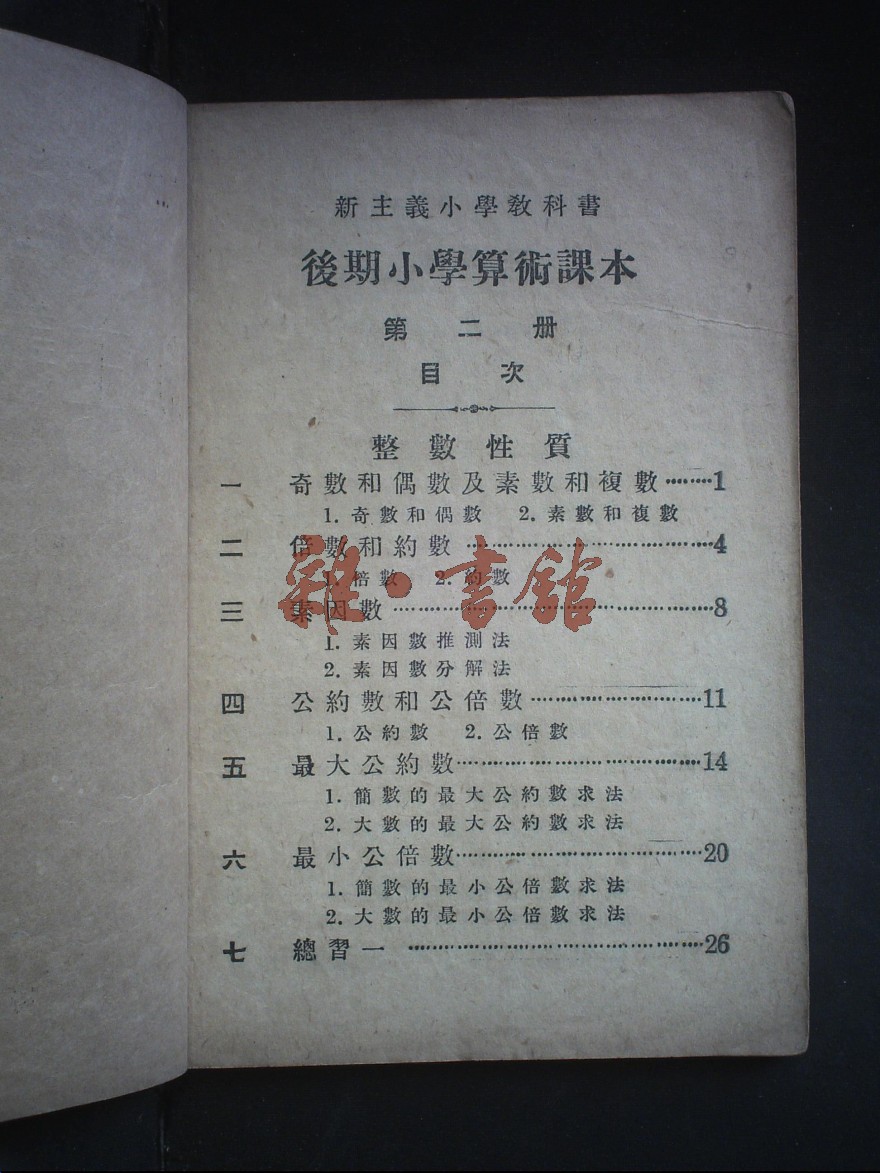 新主義小學教科書
後期小學算術課本
第二册
目次
整數性質
一 奇數和偶數及素數和複數………1
1. 奇數和偶數 2. 素數和複數
二 倍數和約數………4
1. 倍數 2. 約數
三 素因數………8
1. 素因數推測法
2. 素因數分解法
四 公約數和公倍數………11
1. 公約數 2. 公倍數
五 最大公約數………14
1. 簡數的最大公約數求法
2. 大數的最大公約數求法
六 最小公倍數………20
1. 簡數的最小公倍數求法
2. 大數的最小公倍數求法
七 總習一………26
雜·書館